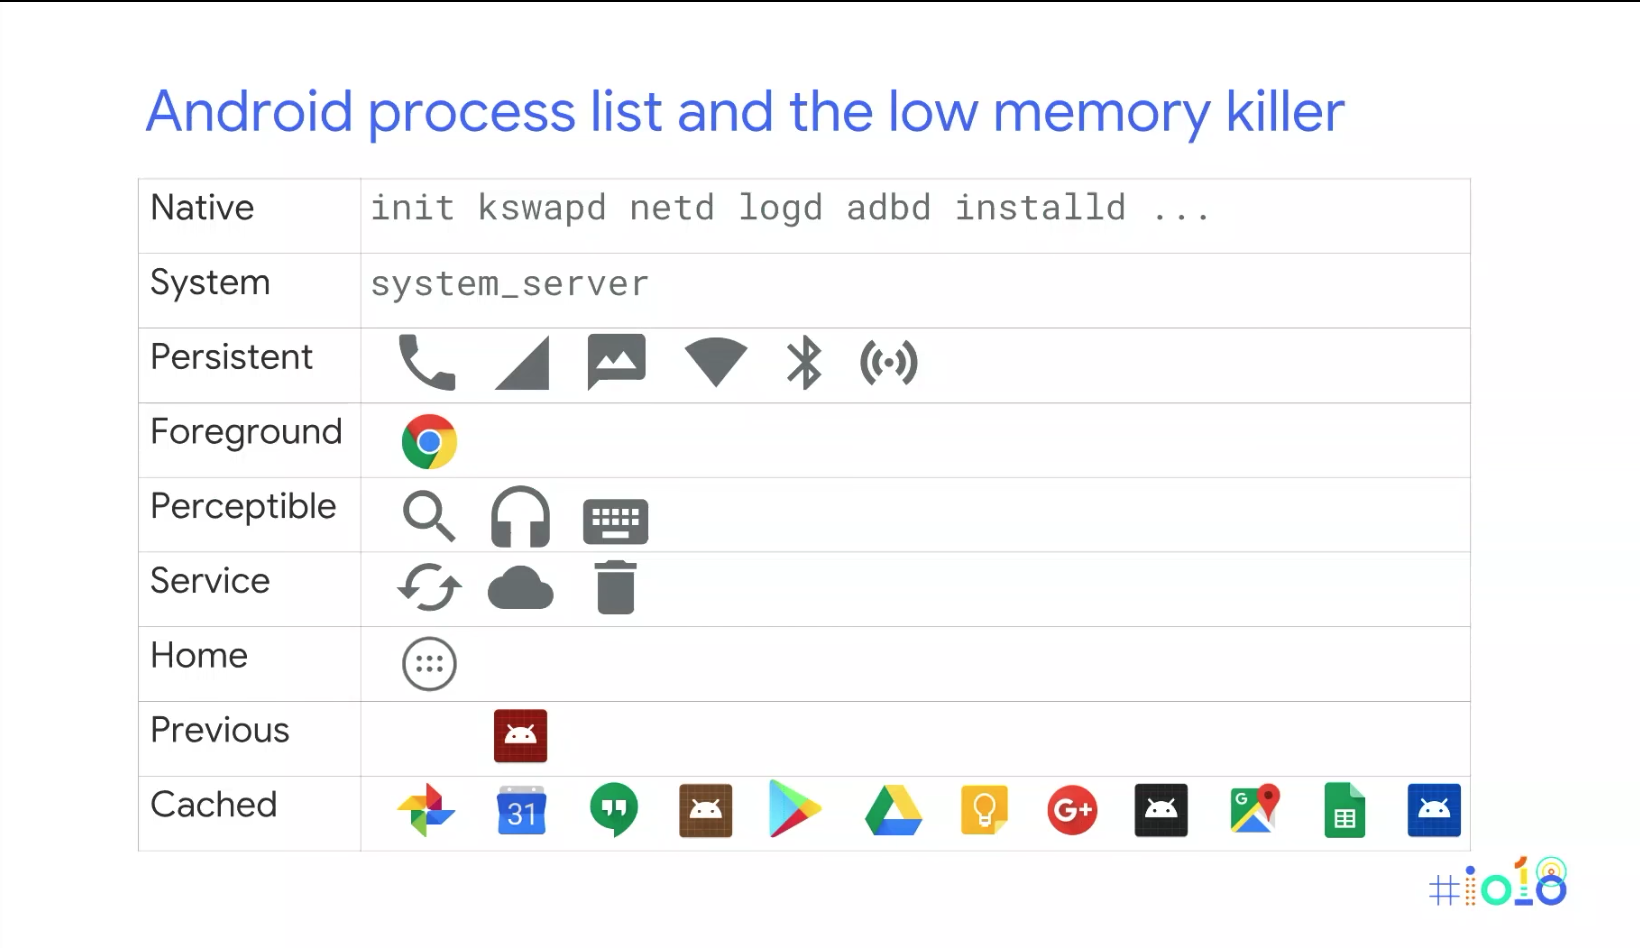 Android process list and the low memory killer
Native init kswapd netd logd adbd installd ...
System system_server
Persistent
Foreground
Perceptible
Service
Home
Previous
Cached 31 G+ G
#io18